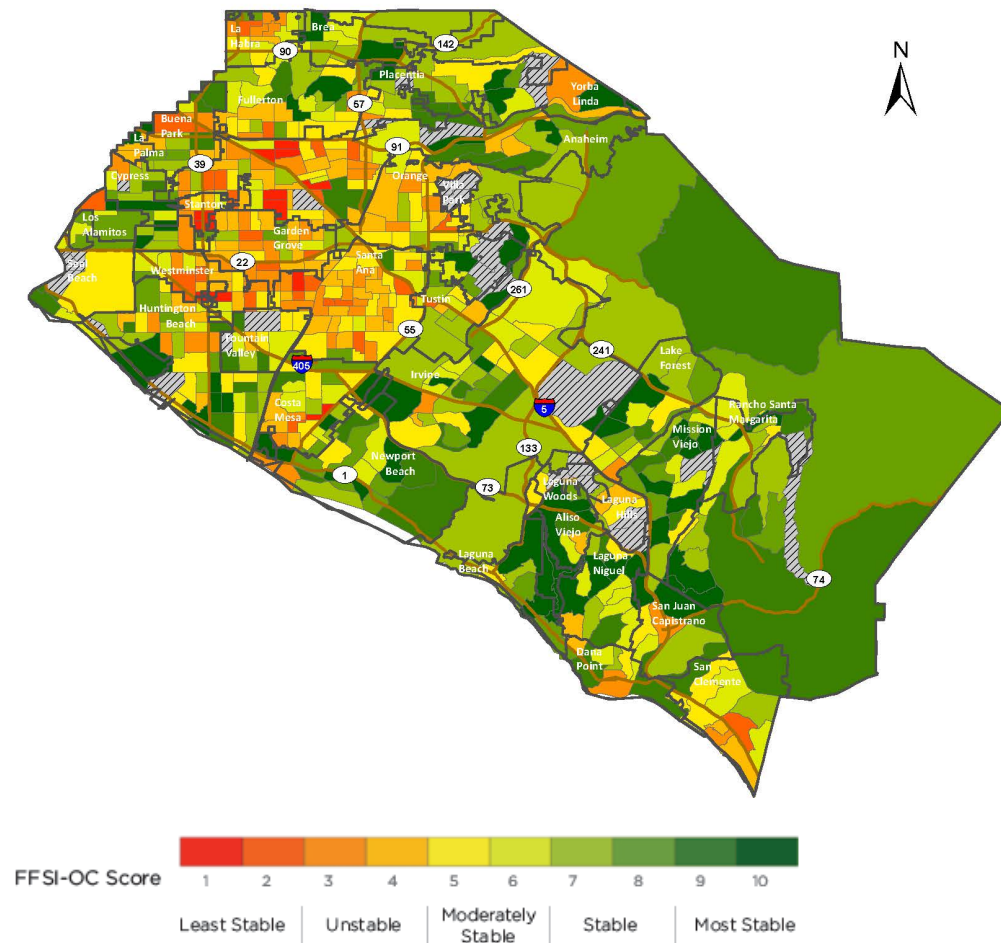 La
Habra
Brea
142
N
90
Placentia
Yorba
Linda
Fullerton
57
Buena
Park
Anaheim
La
Palma
91
39
Orange
Cypress
Villa
Park
Stanton
Los
Alamitos
Garden
Grove
22
Santa
Ana
Seal
Beach
Westminster
261
Tustin
Huntington
Beach
55
Fountain
Valley
241
Lake
Forest
405
Irvine
5
Costa
Mesa
Rancho Santa
Margarita
Mission
Viejo
133
Newport
Beach
1
73
Laguna
Woods
Laguna
Hills
Aliso
Viejo
Laguna
Beach
Laguna
Niguel
74
San Juan
Capistrano
Dana
Point
San
Clemente
FFSI-OC Score
1 2 3 4 5 6 7 8 9 10
Least Stable Unstable Moderately Stable Stable Most Stable